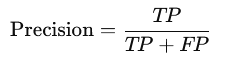 Precision = TP / TP + FP